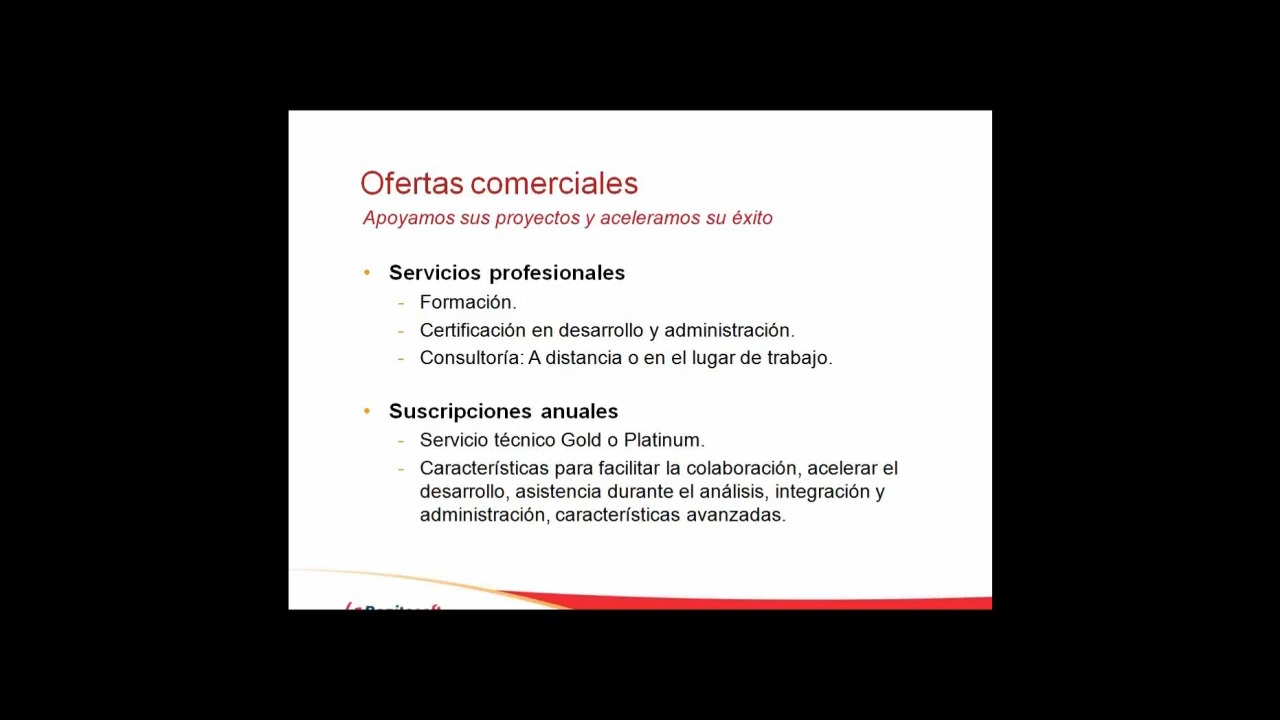 Ofertas comerciales
Apoyamos sus proyectos y aceleramos su éxito
• Servicios profesionales
- Formación.
- Certificación en desarrollo y administración.
- Consultoría: A distancia o en el lugar de trabajo.
• Suscripciones anuales
- Servicio técnico Gold o Platinum.
- Características para facilitar la colaboración, acelerar el
desarrollo, asistencia durante el análisis, integración y
administración, características avanzadas.